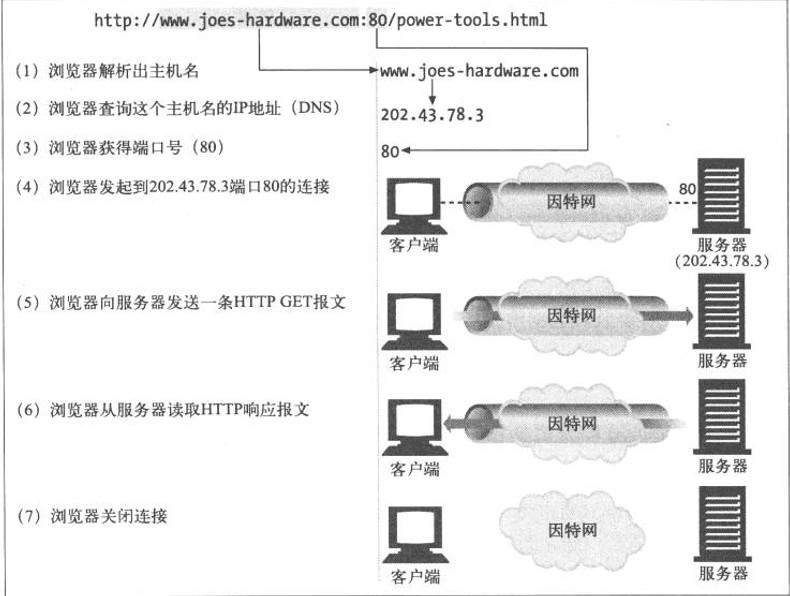 http://www.joes-hardware.com:80/power-tools.html
(1) 浏览器解析出主机名
www.joes-hardware.com
(2) 浏览器查询这个主机名的IP地址（DNS）
202.43.78.3
(3) 浏览器获得端口号（80）
80
(4) 浏览器发起到202.43.78.3端口80的连接
因特网
80
客户端
服务器
(202.43.78.3)
(5) 浏览器向服务器发送一条HTTP GET报文
因特网
客户端
服务器
(6) 浏览器从服务器读取HTTP响应报文
因特网
客户端
服务器
(7) 浏览器关闭连接
因特网
客户端
服务器